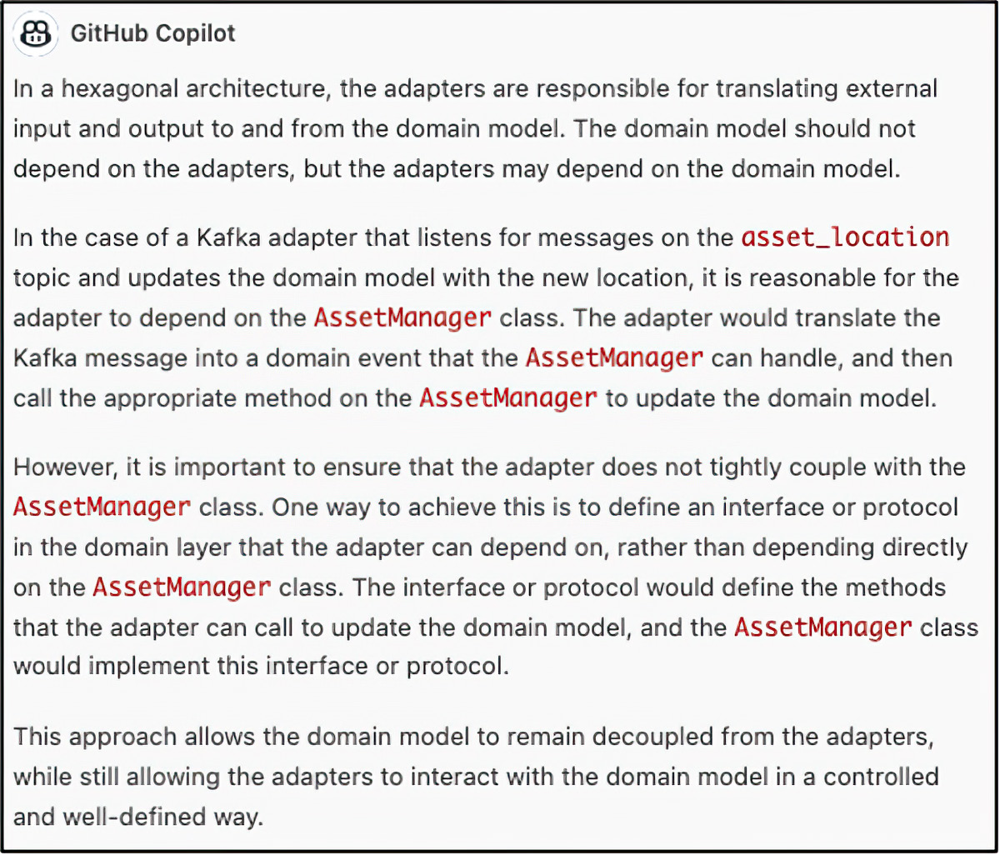 GitHub Copilot
In a hexagonal architecture, the adapters are responsible for translating external
input and output to and from the domain model. The domain model should not
depend on the adapters, but the adapters may depend on the domain model.
In the case of a Kafka adapter that listens for messages on the asset_location
topic and updates the domain model with the new location, it is reasonable for the
adapter to depend on the AssetManager class. The adapter would translate the
Kafka message into a domain event that the AssetManager can handle, and then
call the appropriate method on the AssetManager to update the domain model.
However, it is important to ensure that the adapter does not tightly couple with the
AssetManager class. One way to achieve this is to define an interface or protocol
in the domain layer that the adapter can depend on, rather than depending directly
on the AssetManager class. The interface or protocol would define the methods
that the adapter can call to update the domain model, and the AssetManager class
would implement this interface or protocol.
This approach allows the domain model to remain decoupled from the adapters,
while still allowing the adapters to interact with the domain model in a controlled
and well-defined way.